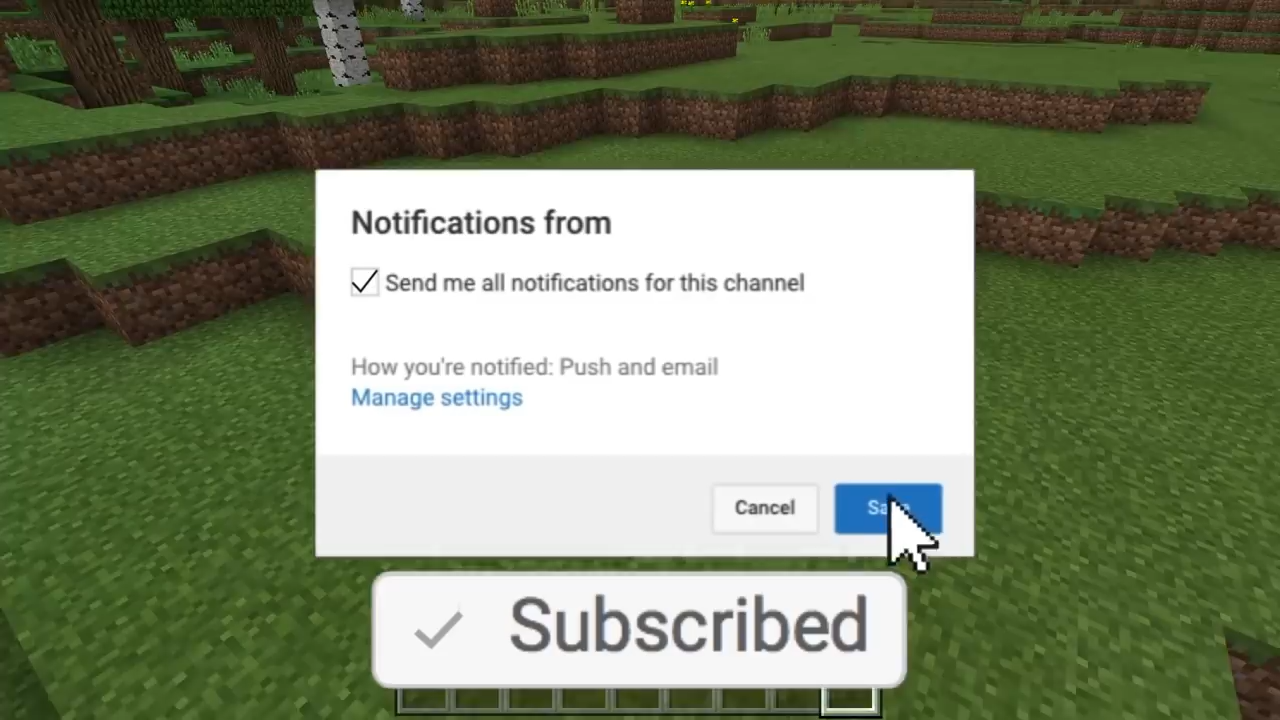 Notifications from
Send me all notifications for this channel
How you're notified: Push and email
Manage settings
Cancel
Subscribed